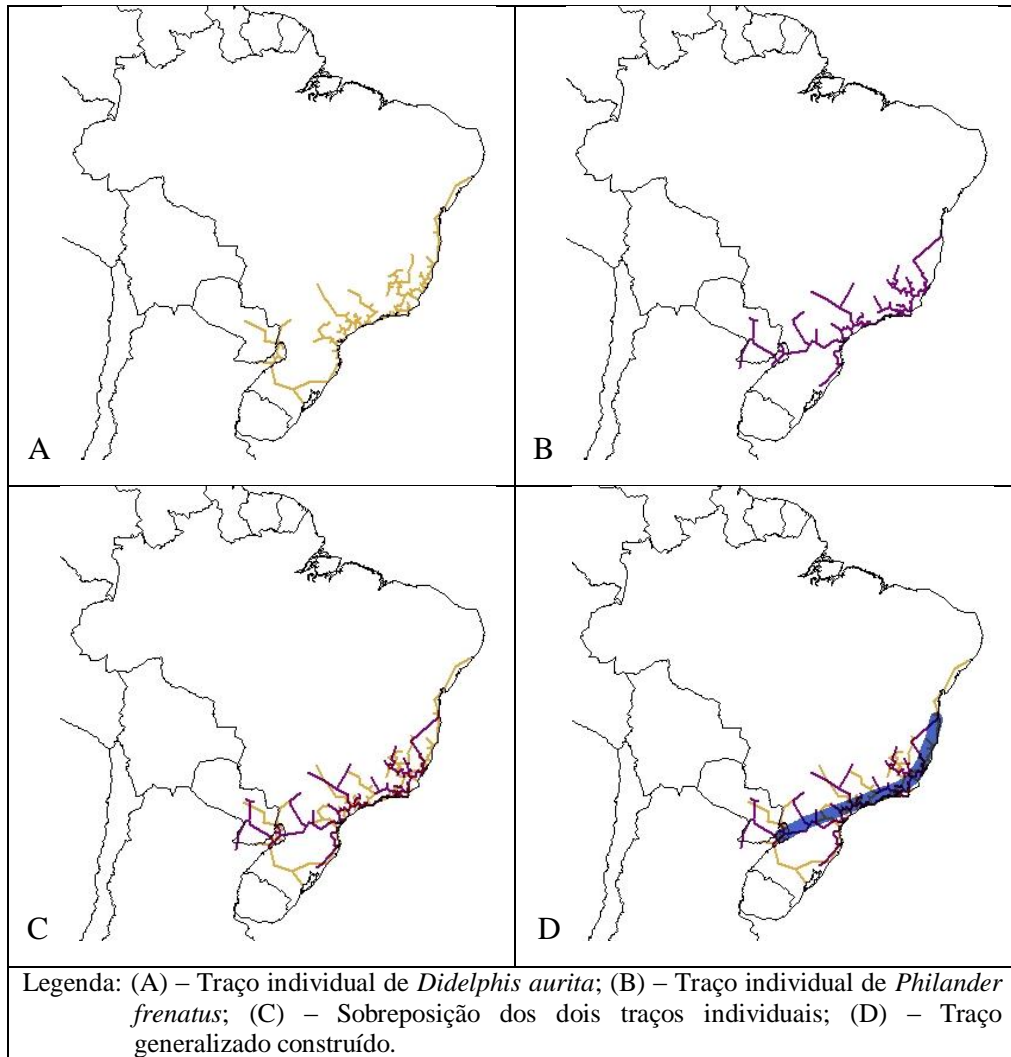 A
B
C
D
Legenda: (A) – Traço individual de Didelphis aurita; (B) – Traço individual de Philander
frenatus; (C) – Sobreposição dos dois traços individuais; (D) – Traço
generalizado construído.